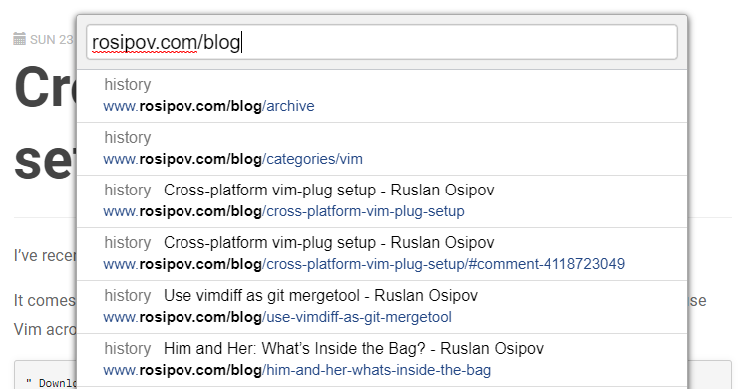 rosipov.com/blog
SUN 23
Cr
set
history
www.rosipov.com/blog/archive
history
www.rosipov.com/blog/categories/vim
history Cross-platform vim-plug setup - Ruslan Osipov
www.rosipov.com/blog/cross-platform-vim-plug-setup
history Cross-platform vim-plug setup - Ruslan Osipov
www.rosipov.com/blog/cross-platform-vim-plug-setup/#comment-4118723049
I've recen
history Use vimdiff as git mergetool - Ruslan Osipov
It comes
use
www.rosipov.com/blog/use-vimdiff-as-git-mergetool
Vim acro
history Him and Her: What's Inside the Bag? - Ruslan Osipov
www.rosipov.com/blog/him-and-her-whats-inside-the-bag
" Downl